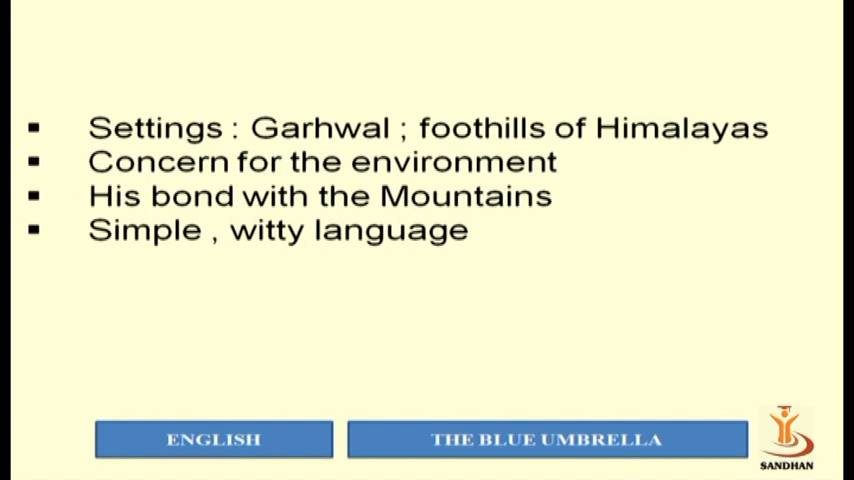 ▪ Settings : Garhwal ; foothills of Himalayas
▪ Concern for the environment
▪ His bond with the Mountains
▪ Simple , witty language
ENGLISH
THE BLUE UMBRELLA
SANDHAN